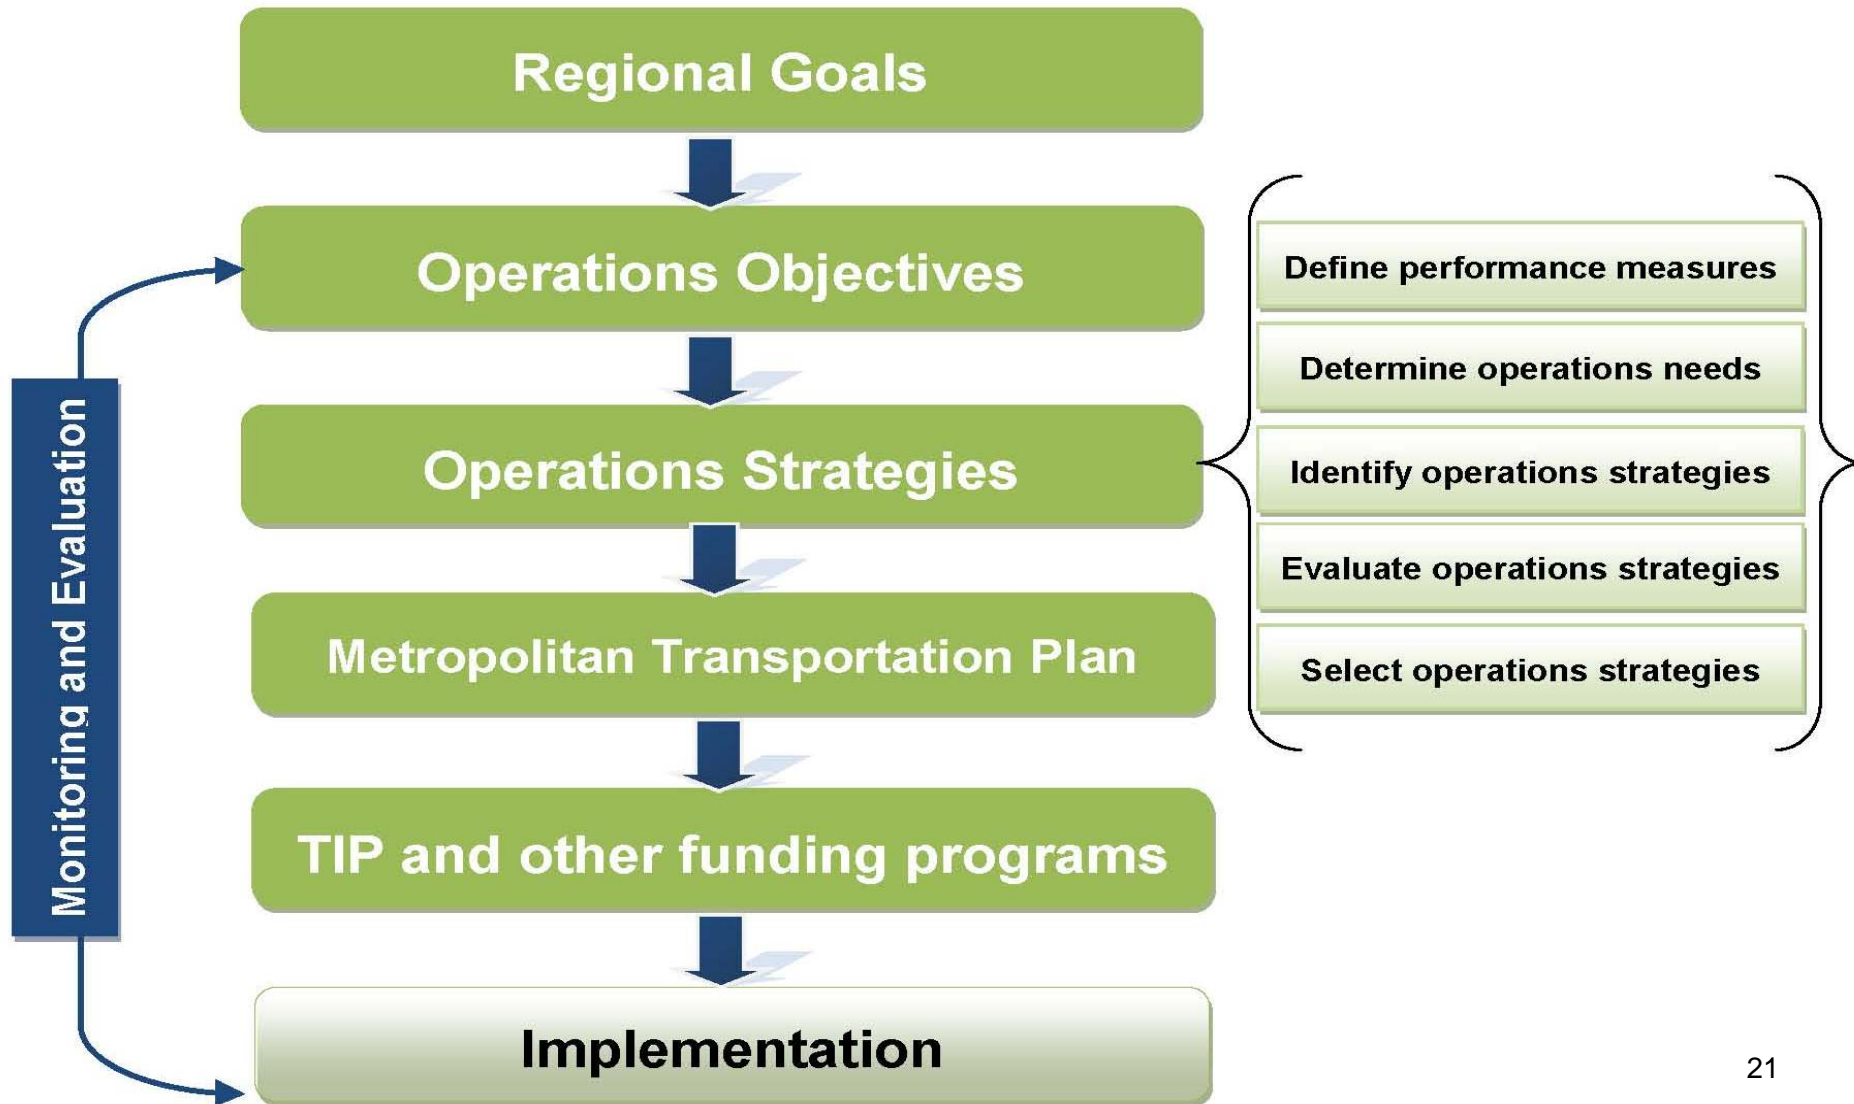 Regional Goals
Operations Objectives
Operations Strategies
Metropolitan Transportation Plan
TIP and other funding programs
Implementation
Monitoring and Evaluation
Define performance measures
Determine operations needs
Identify operations strategies
Evaluate operations strategies
Select operations strategies
21